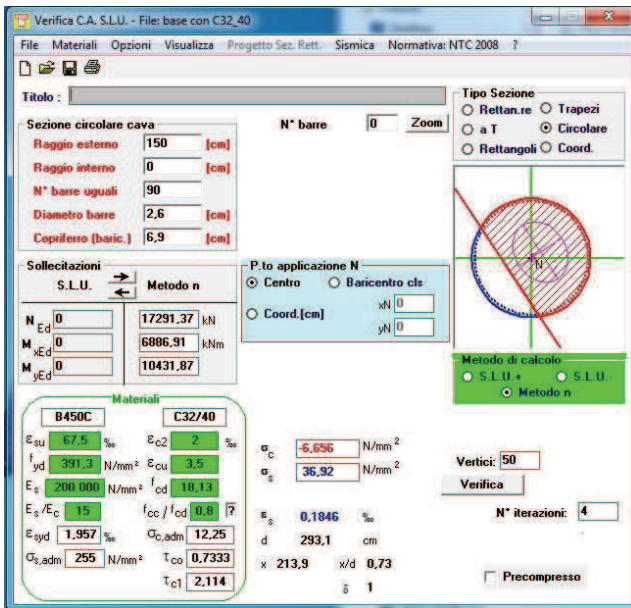 Verifica C.A. S.L.U. - File: base con C32_40
File Materiali Opzioni Visualizza Progetto Sez. Rett. Sismica Normativa: NTC 2008 ?
Titolo :
Tipo Sezione
Rettan.re Trapezi
a T Circolare
Rettangoli Coord.
Sezione circolare cava
Raggio esterno 150 [cm]
Raggio interno 0 [cm]
N° barre uguali 90
Diametro barre 2,6 [cm]
Copriferro (baric.) 6,9 [cm]
N° barre 0 Zoom
N
Sollecitazioni
S.L.U. Metodo n
N Ed 0 17291,37 kN
M xEd 0 6886,91 kNm
M yEd 0 10431,87
P.to applicazione N
Centro Baricentro cls
Coord.[cm] xN 0
yN 0
Metodo di calcolo
S.L.U.+ S.L.U.-
Metodo n
Materiali
B450C C32/40
εsu 67,5 ‰ εc2 2 ‰
fyd 391,3 N/mm² εcu 3,5
Es 200.000 N/mm² fcd 18,13
Es/Ec 15 fcc/fcd 0,8 ?
εsyd 1,957 ‰ σc,adm 12,25
σs,adm 255 N/mm² τco 0,7333
τc1 2,114
σc -6,656 N/mm²
σs 36,92 N/mm²
εs 0,1846 ‰
d 293,1 cm
x 213,9 x/d 0,73
δ 1
Vertici: 50
Verifica
N° iterazioni: 4
Precompresso